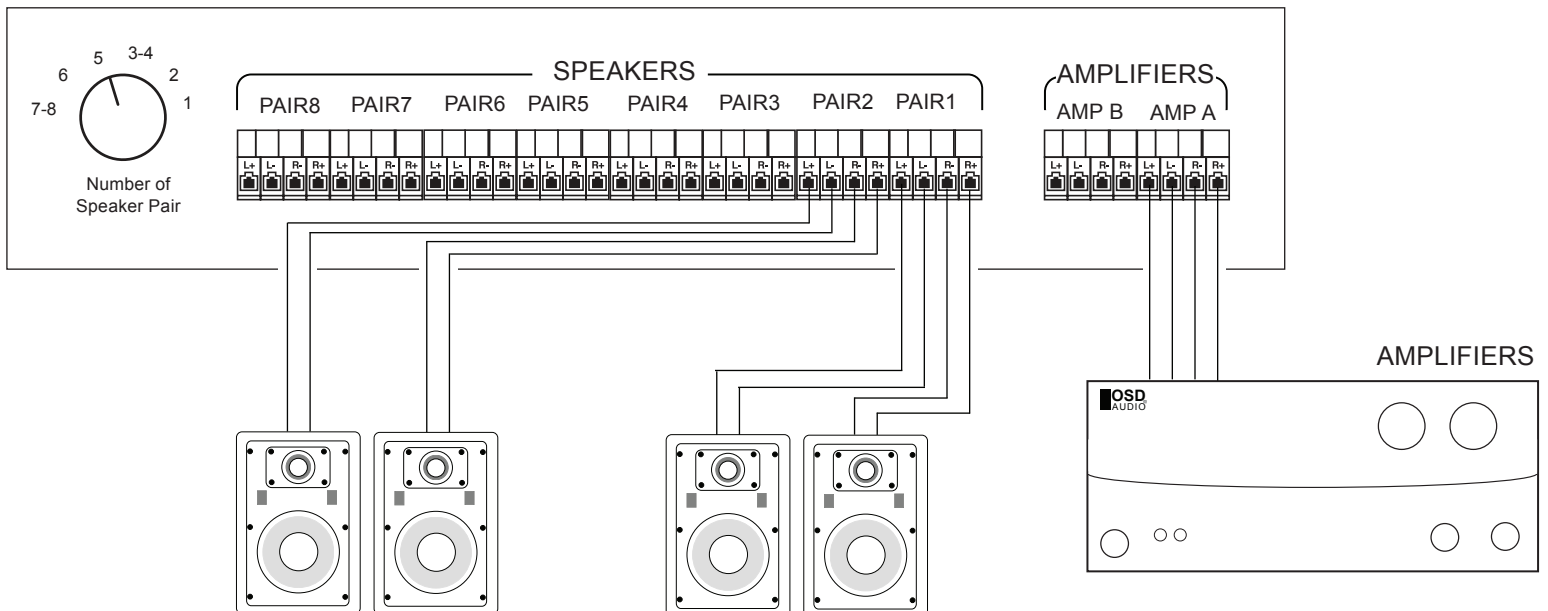 3-4
5
6
2
7-8
1
Number of
Speaker Pair
SPEAKERS
PAIR8 PAIR7 PAIR6 PAIR5 PAIR4 PAIR3 PAIR2 PAIR1
L+ L- R- R+ L+ L- R- R+ L+ L- R- R+ L+ L- R- R+ L+ L- R- R+ L+ L- R- R+ L+ L- R- R+ L+ L- R- R+
AMPLIFIERS
AMP B AMP A
L+ L- R- R+ L+ L- R- R+
AMPLIFIERS
OSD
AUDIO